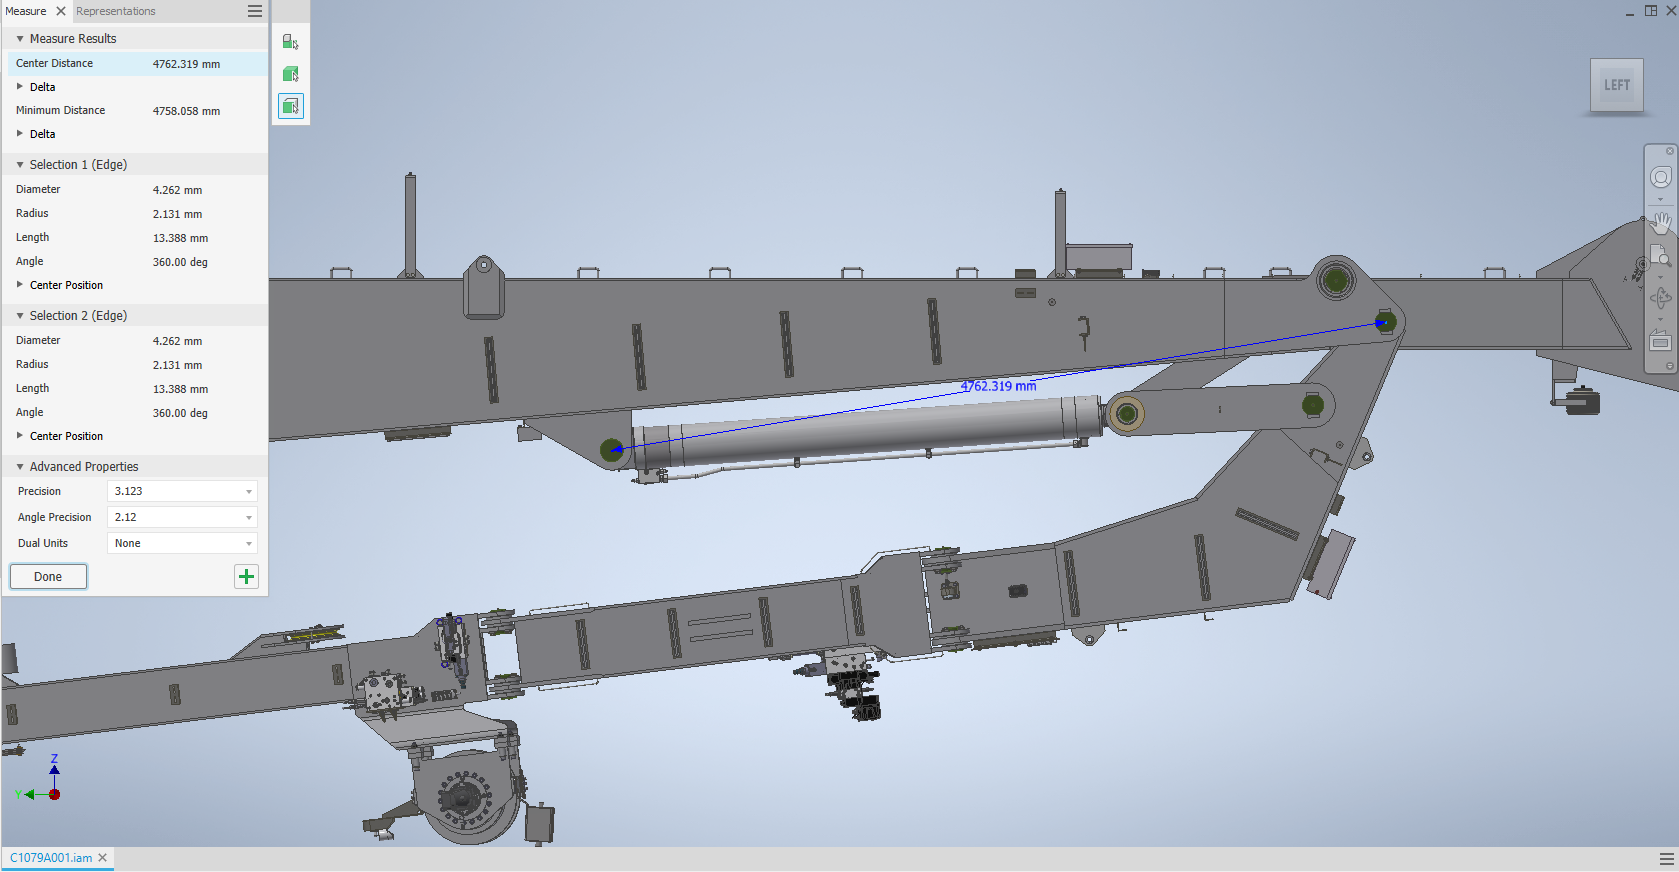 Measure
Representations
Measure Results
Center Distance 4762.319 mm
Delta
Minimum Distance 4758.058 mm
Delta
Selection 1 (Edge)
Diameter 4.262 mm
Radius 2.131 mm
Length 13.388 mm
Angle 360.00 deg
Center Position
Selection 2 (Edge)
Diameter 4.262 mm
Radius 2.131 mm
Length 13.388 mm
Angle 360.00 deg
Center Position
Advanced Properties
Precision 3.123
Angle Precision 2.12
Dual Units None
Done
LEFT
4762.319 mm
Z
Y
C1079A001.iam